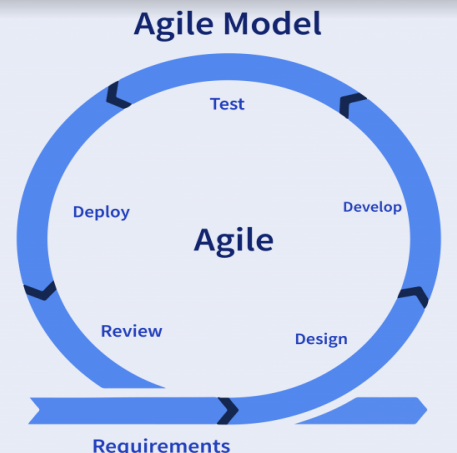 Agile Model
Test
Deploy
Develop
Agile
Review
Design
Requirements